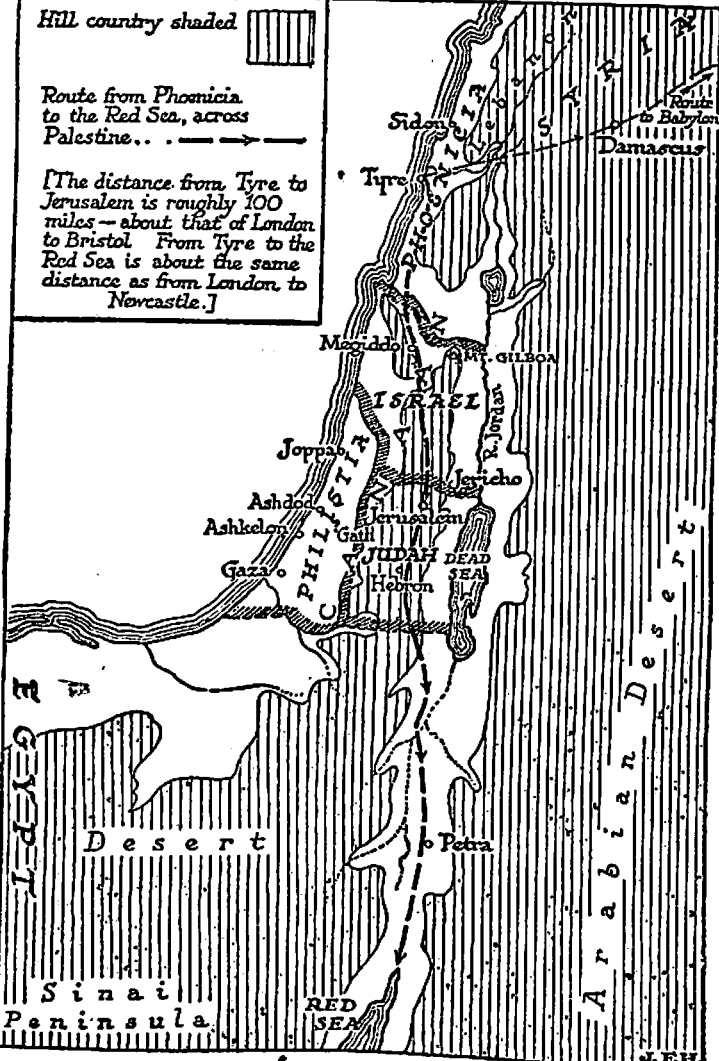 Hill country shaded
Route from Phœnicia
to the Red Sea, across
Palestine..
[The distance from Tyre to
Jerusalem is roughly 100
miles — about that of London
to Bristol From Tyre to the
Red Sea is about the same
distance as from London to
Newcastle.]
SYRIA
Lebanon
PHŒNICIA
Sidon
Route
to Babylon
Damascus
Tyre
Megiddo
MT. GILBOA
ISRAEL
CANAAN
R. Jordan
Joppa
PHILISTIA
Jericho
Ashdod
Jerusalem
Ashkelon
Gath
JUDAH
DEAD
SEA
Gaza
Hebron
EGYPT
Arabian Desert
Desert
Petra
Sinai
Peninsula
RED
SEA
J.F.H.